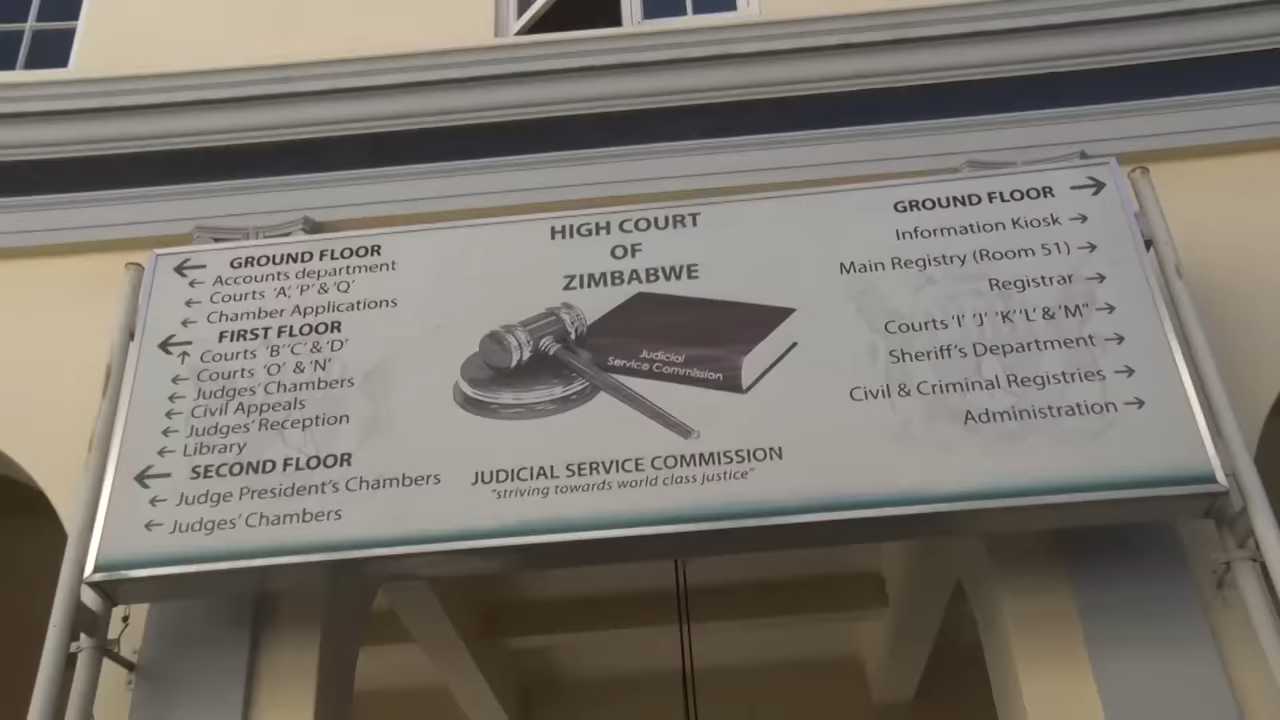 HIGH COURT
OF
ZIMBABWE
← GROUND FLOOR
← Accounts department
← Courts 'A', 'P' & 'Q'
← Chamber Applications
← FIRST FLOOR
↑ Courts 'B' 'C' & 'D'
← Courts 'O' & 'N'
← Judges' Chambers
← Civil Appeals
← Judges' Reception
← Library
← SECOND FLOOR
← Judge President's Chambers
← Judges' Chambers
Judicial
Service Commission
JUDICIAL SERVICE COMMISSION
"striving towards world class justice"
GROUND FLOOR →
Information Kiosk →
Main Registry (Room 51) →
Registrar →
Courts 'I' 'J' 'K' 'L' & 'M" →
Sheriff's Department →
Civil & Criminal Registries →
Administration →